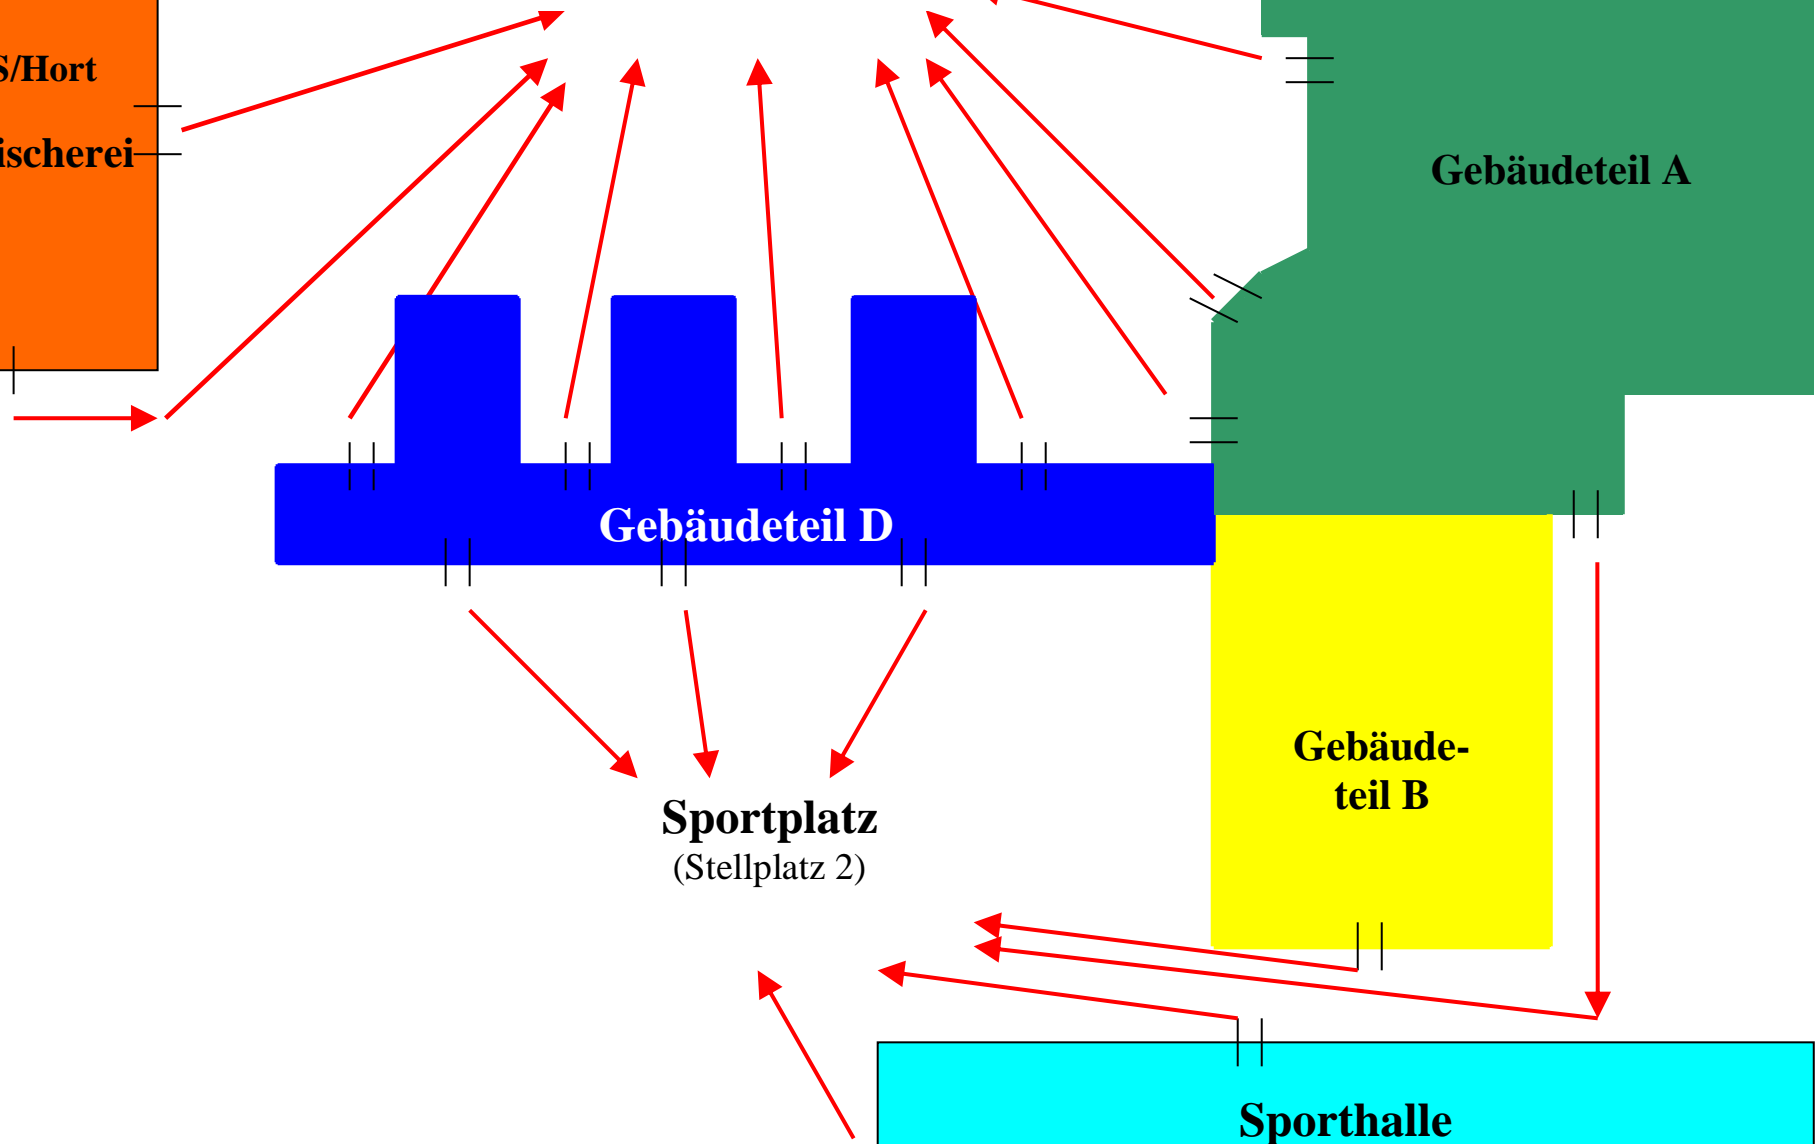 S/Hort
ischerei
Gebäudeteil A
Gebäudeteil D
Gebäude-
teil B
Sportplatz
(Stellplatz 2)
Sporthalle